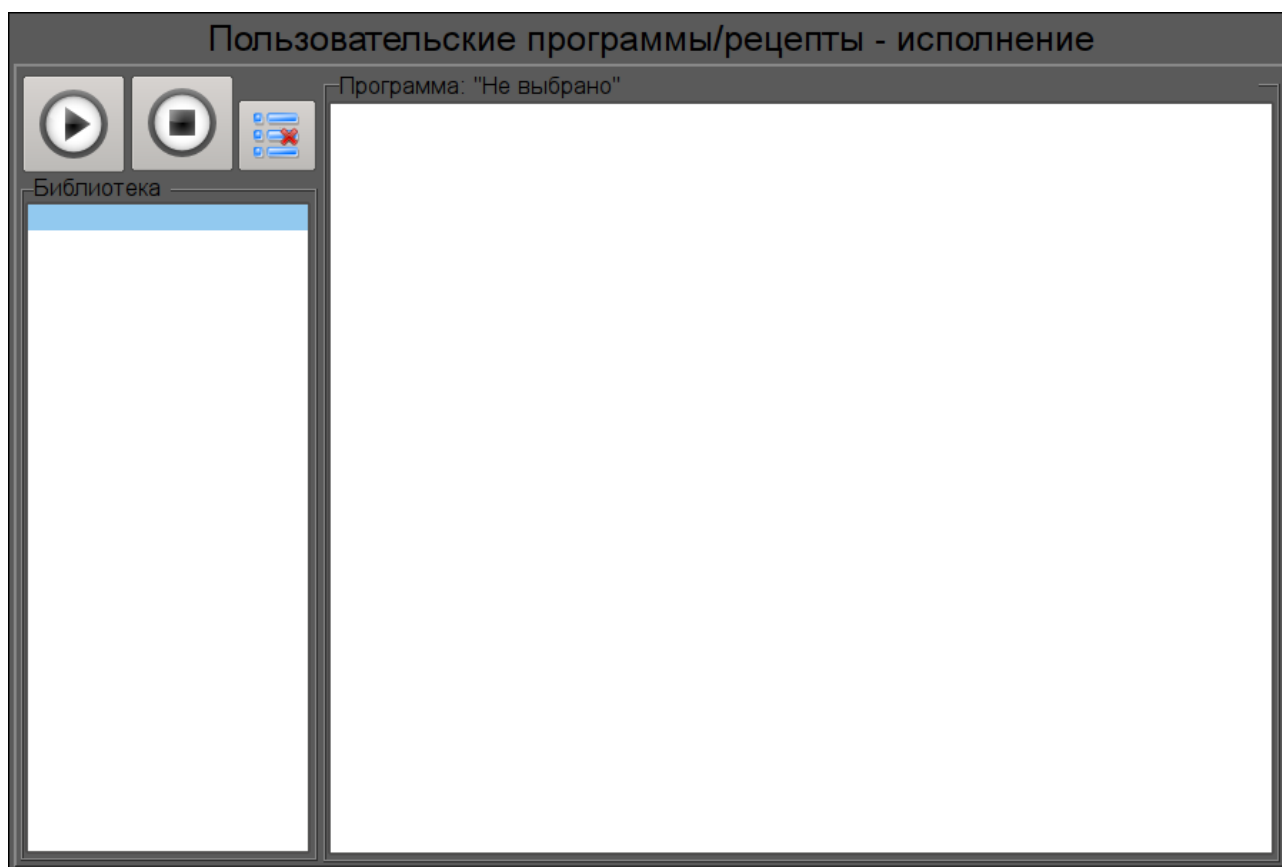 Пользовательские программы/рецепты - исполнение
Программа: "Не выбрано"
Библиотека